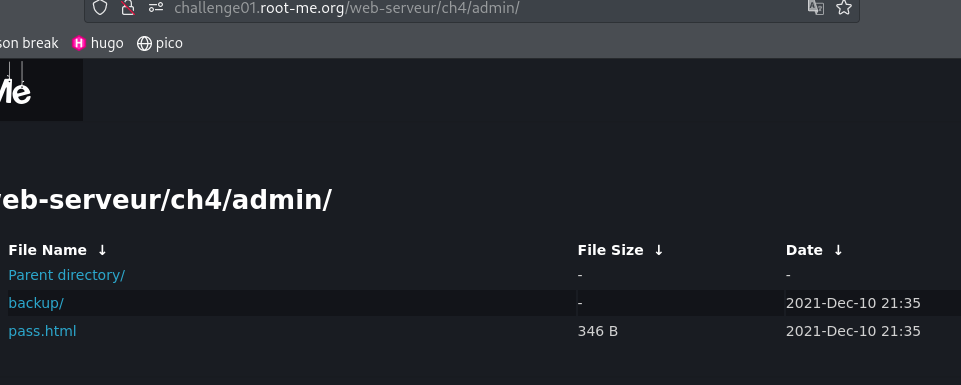 challenge01.root-me.org/web-serveur/ch4/admin/
son break hugo pico
Me
web-serveur/ch4/admin/
File Name ↓ File Size ↓ Date ↓
Parent directory/ - -
backup/ - 2021-Dec-10 21:35
pass.html 346 B 2021-Dec-10 21:35